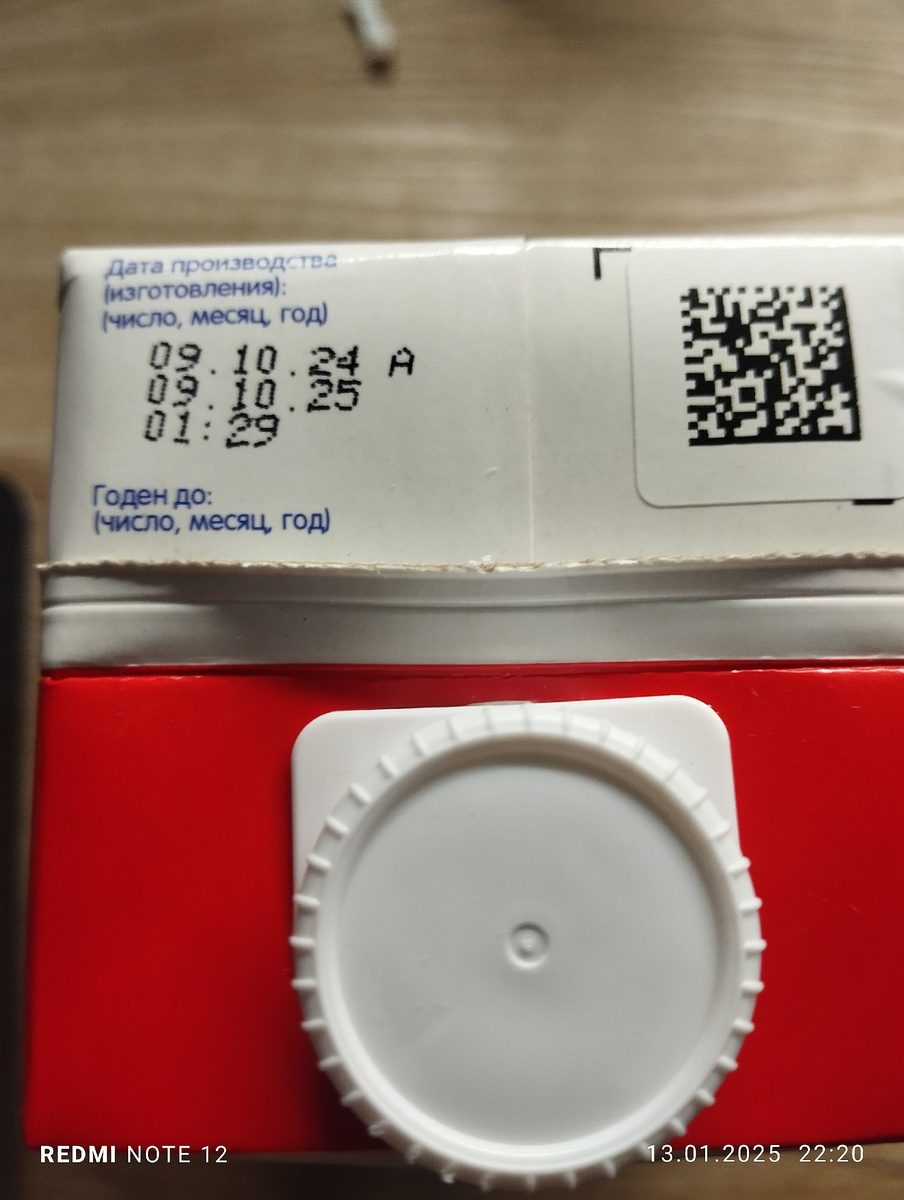 Дата производства
(изготовления):
(число, месяц, год)
09.10.24 A
09.10.25
01:29
Годен до:
(число, месяц, год)
REDMI NOTE 12
13.01.2025 22:20